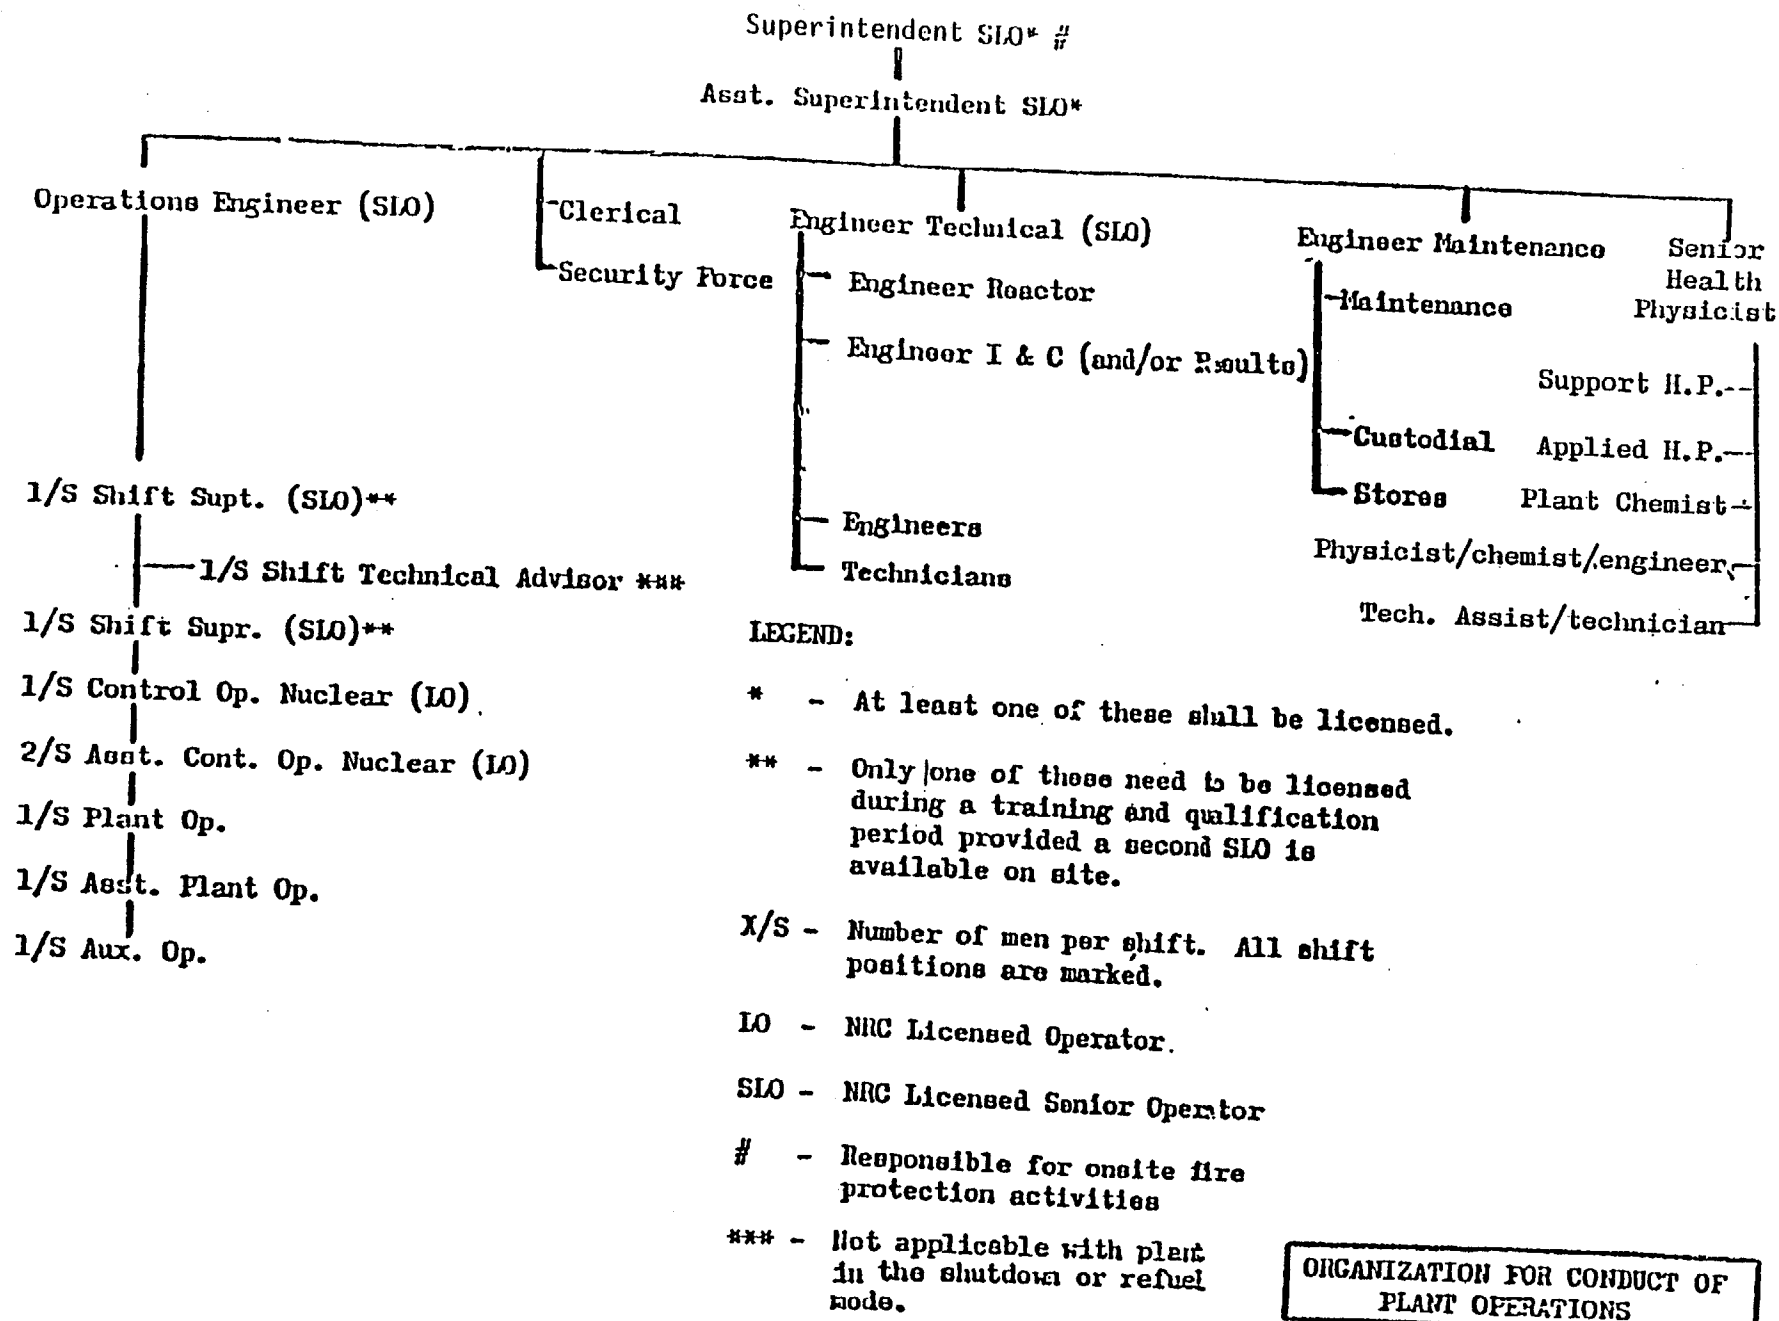 Superintendent SLO* #
Asst. Superintendent SLO*
Operations Engineer (SLO)
Clerical
Security Force
Engineer Technical (SLO)
Engineer Reactor
Engineer I & C (and/or Results)
Engineers
Technicians
Engineer Maintenance
Maintenance
Custodial
Stores
Senior
Health
Physicist
Support H.P.
Applied H.P.
Plant Chemist
Physicist/chemist/engineer
Tech. Assist/technician
1/S Shift Supt. (SLO)**
1/S Shift Technical Advisor ***
1/S Shift Supr. (SLO)**
1/S Control Op. Nuclear (LO)
2/S Asst. Cont. Op. Nuclear (LO)
1/S Plant Op.
1/S Asst. Plant Op.
1/S Aux. Op.
LEGEND:
* - At least one of these shall be licensed.
** - Only one of these need to be licensed
during a training and qualification
period provided a second SLO is
available on site.
X/S - Number of men per shift. All shift
positions are marked.
LO - NRC Licensed Operator.
SLO - NRC Licensed Senior Operator
# - Responsible for onsite fire
protection activities
*** - Not applicable with plant
in the shutdown or refuel
mode.
ORGANIZATION FOR CONDUCT OF
PLANT OPERATIONS